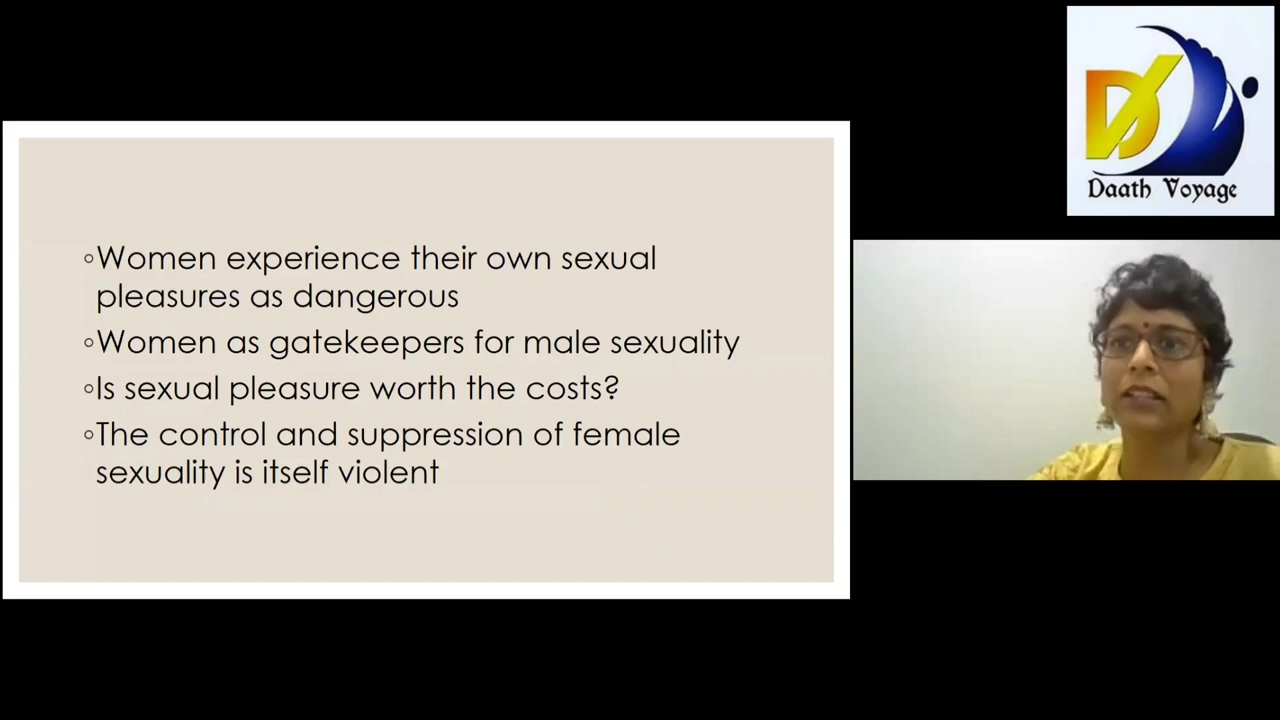 ◦Women experience their own sexual
pleasures as dangerous
◦Women as gatekeepers for male sexuality
◦Is sexual pleasure worth the costs?
◦The control and suppression of female
sexuality is itself violent
D
Daath Voyage